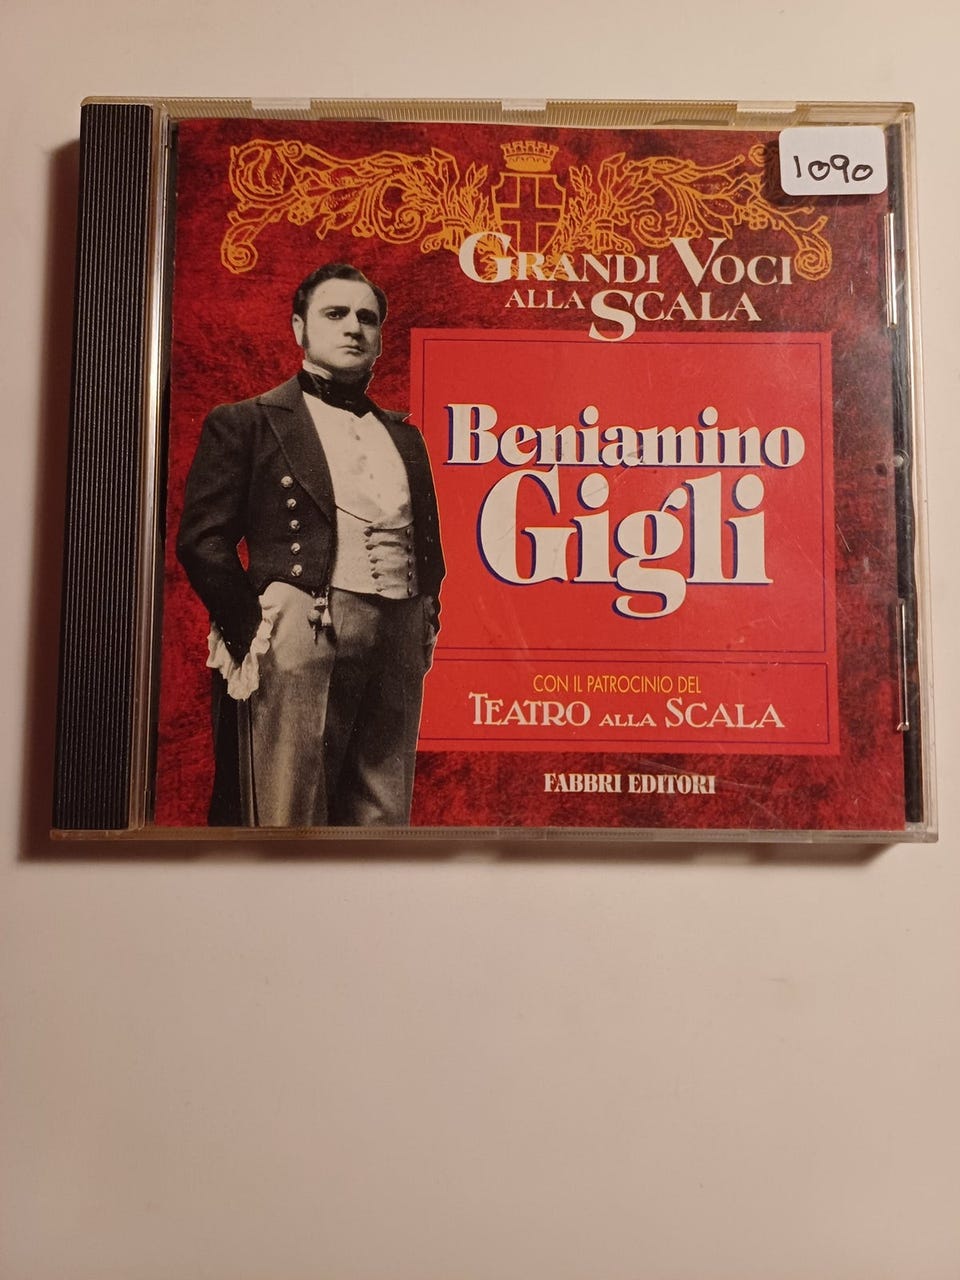 1090
GRANDI VOCI
ALLA SCALA
Beniamino
Gigli
CON IL PATROCINIO DEL
TEATRO ALLA SCALA
FABBRI EDITORI